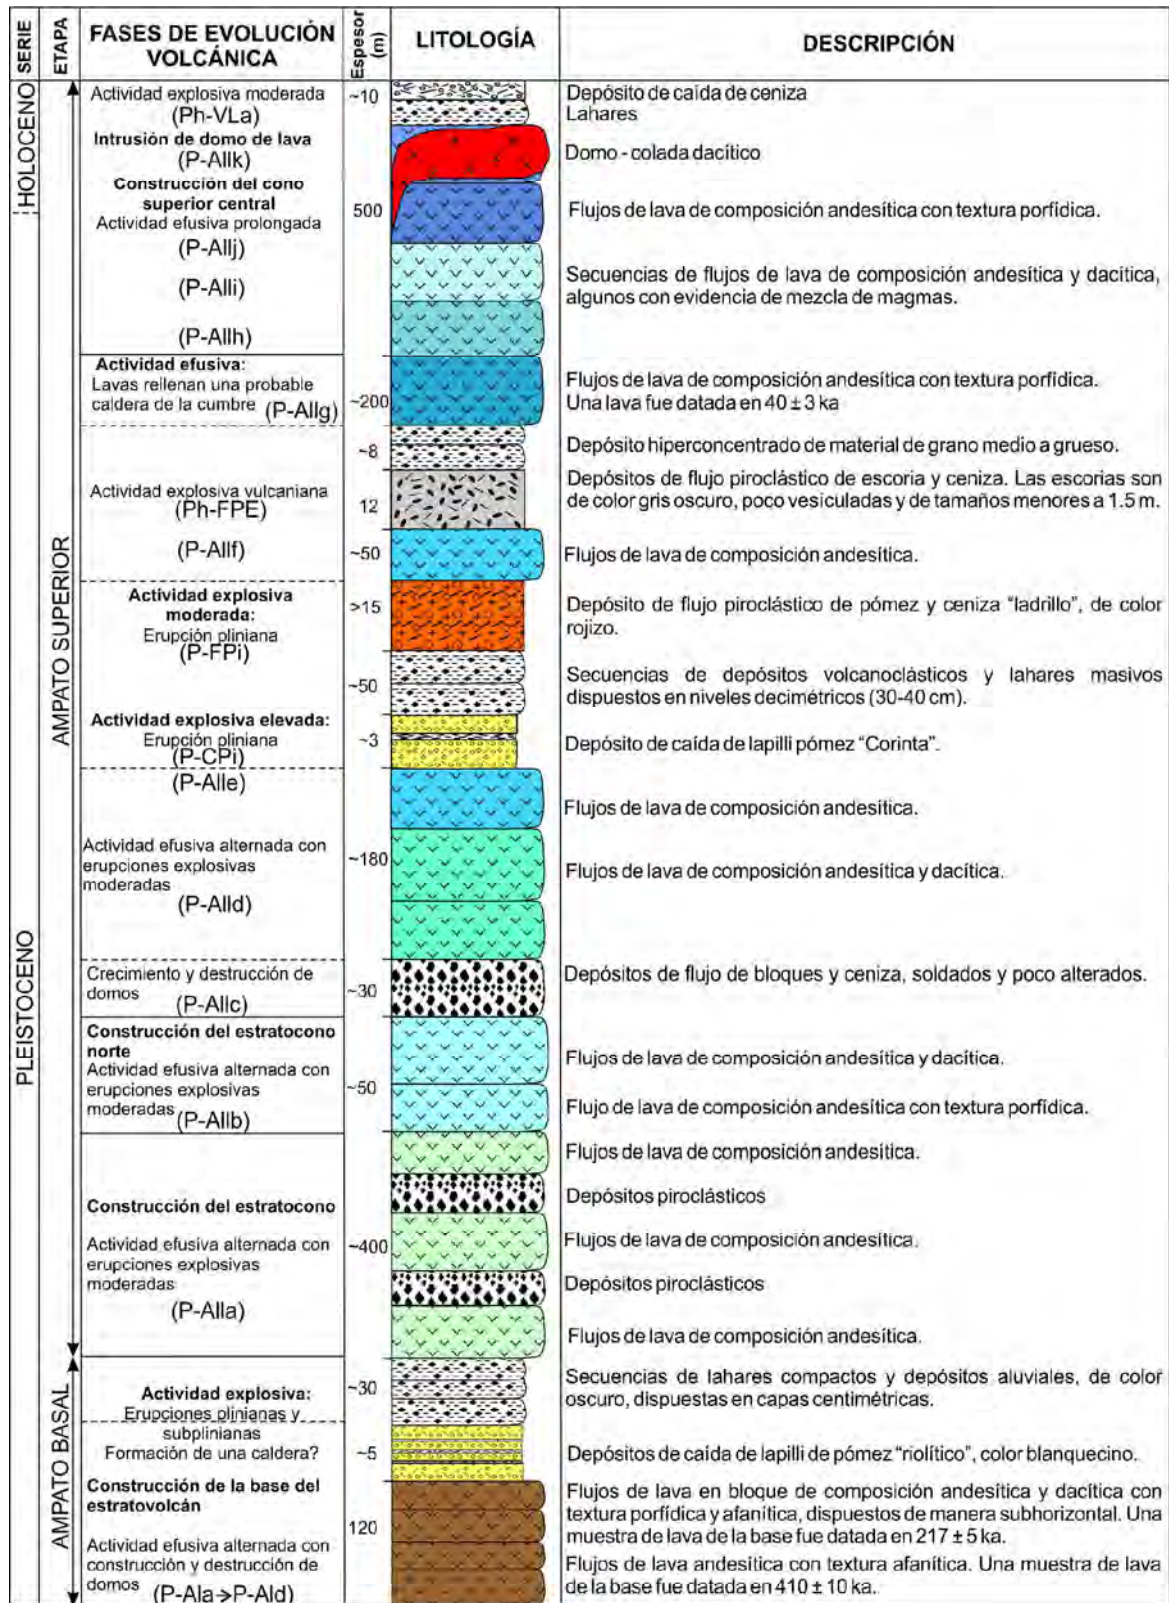 SERIE
ETAPA
FASES DE EVOLUCIÓN
VOLCÁNICA
Espesor
(m)
LITOLOGÍA
DESCRIPCIÓN
HOLOCENO
PLEISTOCENO
AMPATO SUPERIOR
AMPATO BASAL
Actividad explosiva moderada
(Ph-VLa)
~10
Depósito de caída de ceniza
Lahares
Intrusión de domo de lava
(P-Allk)
Domo - colada dacítico
Construcción del cono
superior central
Actividad efusiva prolongada
(P-Allj)
500
Flujos de lava de composición andesítica con textura porfídica.
(P-Alli)
(P-Allh)
Secuencias de flujos de lava de composición andesítica y dacítica,
algunos con evidencia de mezcla de magmas.
Actividad efusiva:
Lavas rellenan una probable
caldera de la cumbre (P-Allg)
~200
Flujos de lava de composición andesítica con textura porfídica.
Una lava fue datada en 40 ± 3 ka
~8
Depósito hiperconcentrado de material de grano medio a grueso.
Actividad explosiva vulcaniana
(Ph-FPE)
12
Depósitos de flujo piroclástico de escoria y ceniza. Las escorias son
de color gris oscuro, poco vesiculadas y de tamaños menores a 1.5 m.
(P-Allf)
~50
Flujos de lava de composición andesítica.
Actividad explosiva
moderada:
Erupción pliniana
(P-FPi)
>15
Depósito de flujo piroclástico de pómez y ceniza "ladrillo", de color
rojizo.
~50
Secuencias de depósitos volcanoclásticos y lahares masivos
dispuestos en niveles decimétricos (30-40 cm).
Actividad explosiva elevada:
Erupción pliniana
(P-CPi)
~3
Depósito de caída de lapilli pómez "Corinta".
(P-Alle)
Flujos de lava de composición andesítica.
Actividad efusiva alternada con
erupciones explosivas
moderadas
(P-Alld)
~180
Flujos de lava de composición andesítica y dacítica.
Crecimiento y destrucción de
domos
(P-Allc)
~30
Depósitos de flujo de bloques y ceniza, soldados y poco alterados.
Construcción del estratocono
norte
Actividad efusiva alternada con
erupciones explosivas
moderadas (P-Allb)
~50
Flujos de lava de composición andesítica y dacítica.
Flujo de lava de composición andesítica con textura porfídica.
Construcción del estratocono
Actividad efusiva alternada con
erupciones explosivas
moderadas
(P-Alla)
~400
Flujos de lava de composición andesítica.
Depósitos piroclásticos
Flujos de lava de composición andesítica.
Depósitos piroclásticos
Flujos de lava de composición andesítica.
Actividad explosiva:
Erupciones plinianas y
subplinianas
Formación de una caldera?
~30
Secuencias de lahares compactos y depósitos aluviales, de color
oscuro, dispuestas en capas centimétricas.
~5
Depósitos de caída de lapilli de pómez "riolítico", color blanquecino.
Construcción de la base del
estratovolcán
Actividad efusiva alternada con
construcción y destrucción de
domos (P-Ala→P-Ald)
120
Flujos de lava en bloque de composición andesítica y dacítica con
textura porfídica y afanítica, dispuestos de manera subhorizontal. Una
muestra de lava de la base fue datada en 217 ± 5 ka.
Flujos de lava andesítica con textura afanítica. Una muestra de lava
de la base fue datada en 410 ± 10 ka.